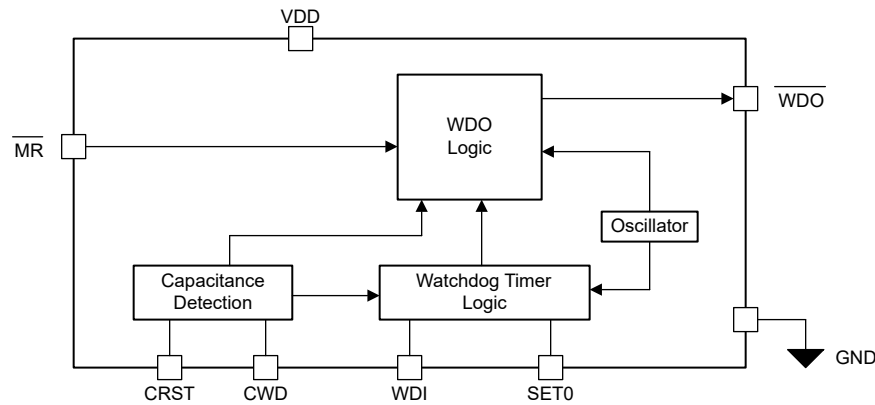 VDD
WDO
Logic
WDO
MR
Oscillator
Capacitance
Detection
Watchdog Timer
Logic
GND
CRST
CWD
WDI
SET0